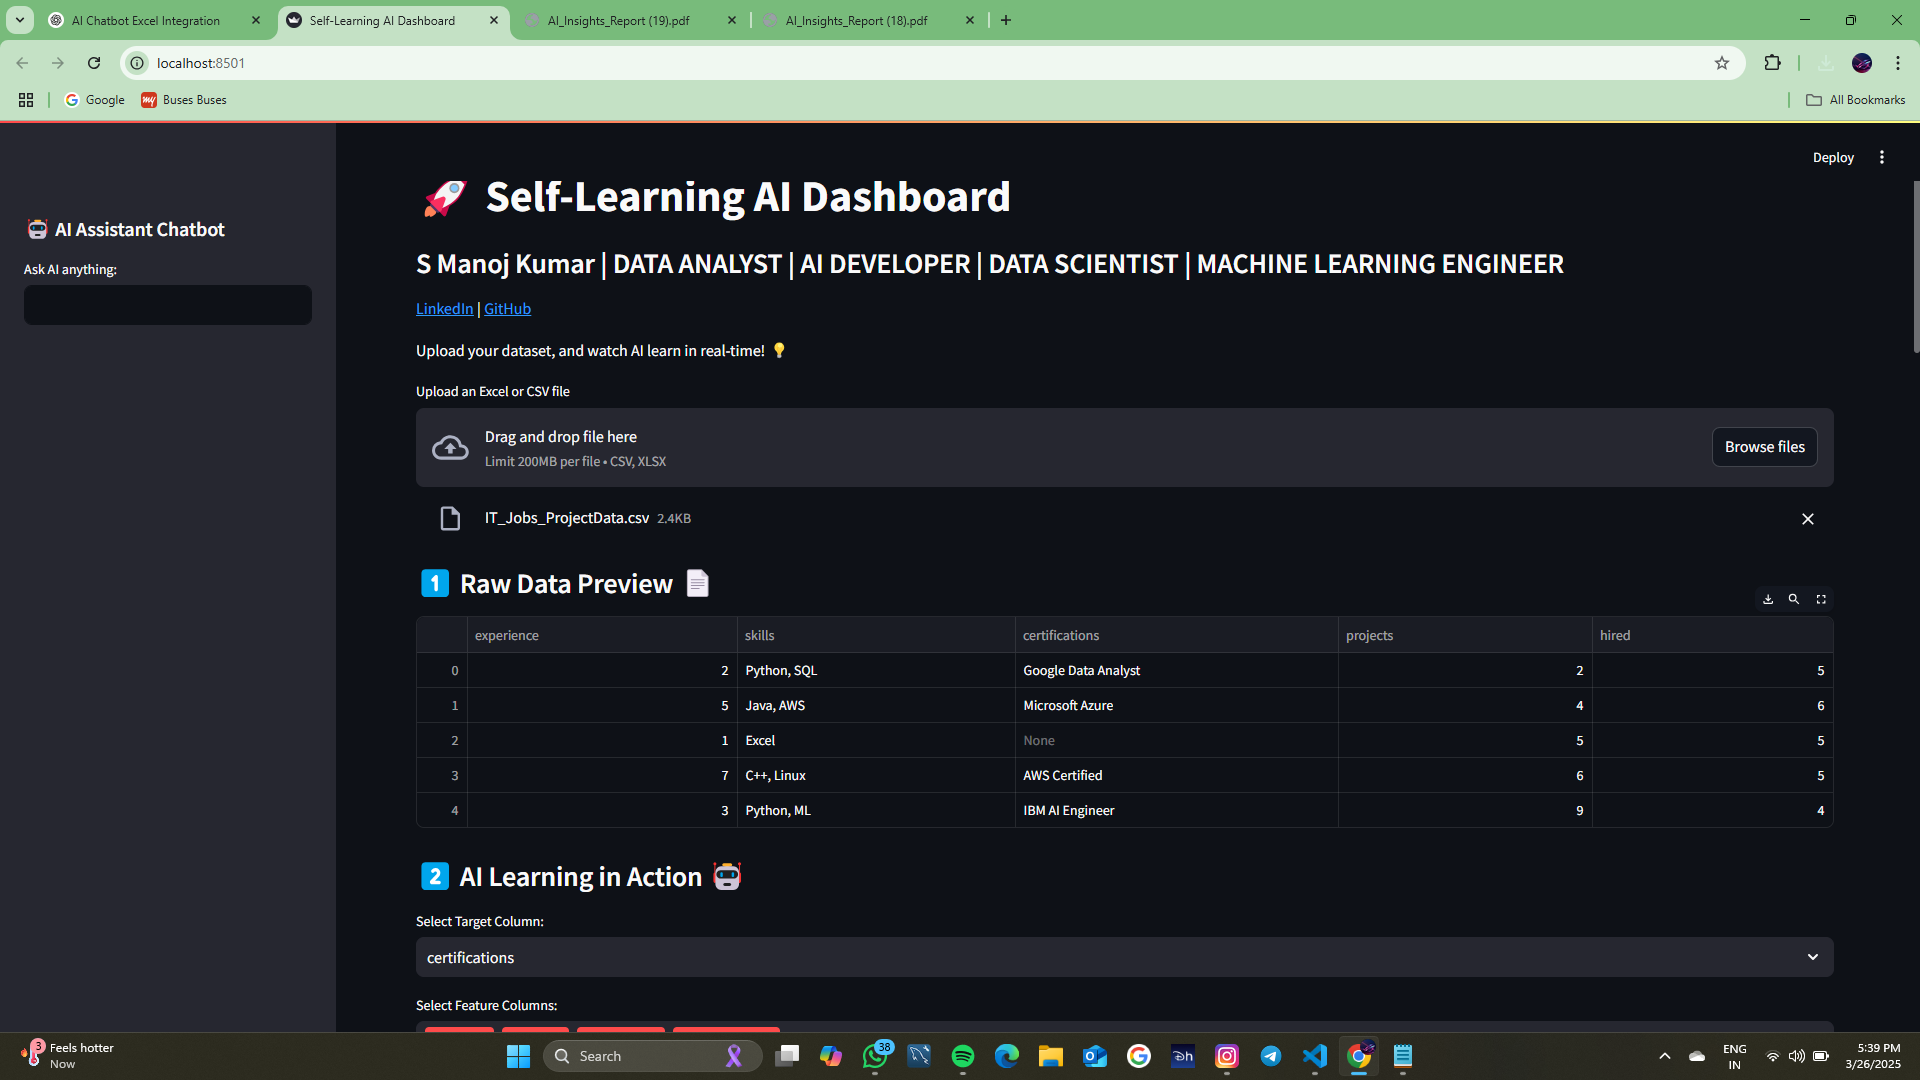 AI Chatbot Excel Integration
Self-Learning AI Dashboard
AI_Insights_Report (19).pdf
AI_Insights_Report (18).pdf
localhost:8501
Google
Buses Buses
All Bookmarks
Deploy
AI Assistant Chatbot
Ask AI anything:
Self-Learning AI Dashboard
S Manoj Kumar | DATA ANALYST | AI DEVELOPER | DATA SCIENTIST | MACHINE LEARNING ENGINEER
LinkedIn | GitHub
Upload your dataset, and watch AI learn in real-time!
Upload an Excel or CSV file
Drag and drop file here
Limit 200MB per file • CSV, XLSX
Browse files
IT_Jobs_ProjectData.csv 2.4KB
1 Raw Data Preview
experience skills certifications projects hired
0 2 Python, SQL Google Data Analyst 2 5
1 5 Java, AWS Microsoft Azure 4 6
2 1 Excel None 5 5
3 7 C++, Linux AWS Certified 6 5
4 3 Python, ML IBM AI Engineer 9 4
2 AI Learning in Action
Select Target Column:
certifications
Select Feature Columns:
3
Feels hotter
Now
Search
38
ENG
IN
5:39 PM
3/26/2025